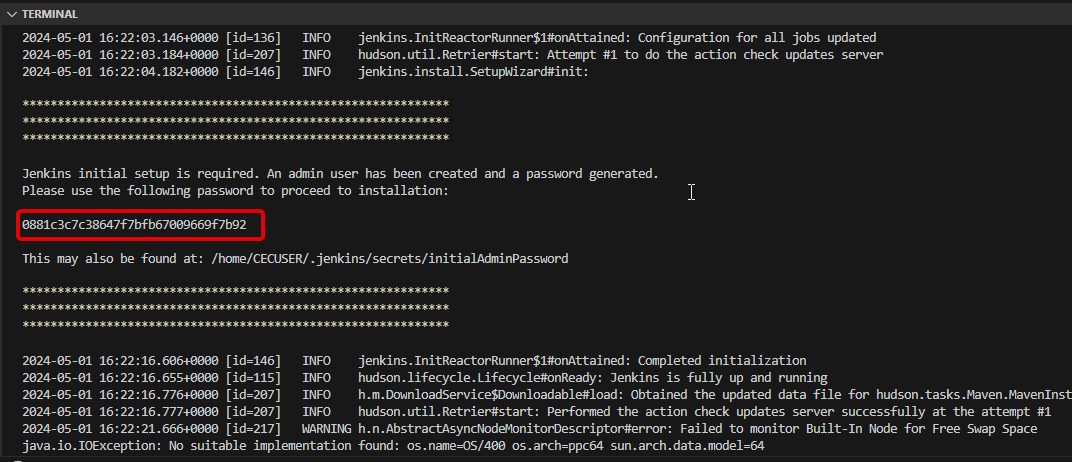 TERMINAL
2024-05-01 16:22:03.146+0000 [id=136] INFO jenkins.InitReactorRunner$1#onAttained: Configuration for all jobs updated
2024-05-01 16:22:03.184+0000 [id=207] INFO hudson.util.Retrier#start: Attempt #1 to do the action check updates server
2024-05-01 16:22:04.182+0000 [id=146] INFO jenkins.install.SetupWizard#init:
*************************************************************
*************************************************************
*************************************************************
Jenkins initial setup is required. An admin user has been created and a password generated.
Please use the following password to proceed to installation:
0881c3c7c38647f7bfb67009669f7b92
This may also be found at: /home/CECUSER/.jenkins/secrets/initialAdminPassword
*************************************************************
*************************************************************
*************************************************************
2024-05-01 16:22:16.606+0000 [id=146] INFO jenkins.InitReactorRunner$1#onAttained: Completed initialization
2024-05-01 16:22:16.655+0000 [id=115] INFO hudson.lifecycle.Lifecycle#onReady: Jenkins is fully up and running
2024-05-01 16:22:16.776+0000 [id=207] INFO h.m.DownloadService$Downloadable#load: Obtained the updated data file for hudson.tasks.Maven.MavenInst
2024-05-01 16:22:16.777+0000 [id=207] INFO hudson.util.Retrier#start: Performed the action check updates server successfully at the attempt #1
2024-05-01 16:22:21.666+0000 [id=217] WARNING h.n.AbstractAsyncNodeMonitorDescriptor#error: Failed to monitor Built-In Node for Free Swap Space
java.io.IOException: No suitable implementation found: os.name=OS/400 os.arch=ppc64 sun.arch.data.model=64